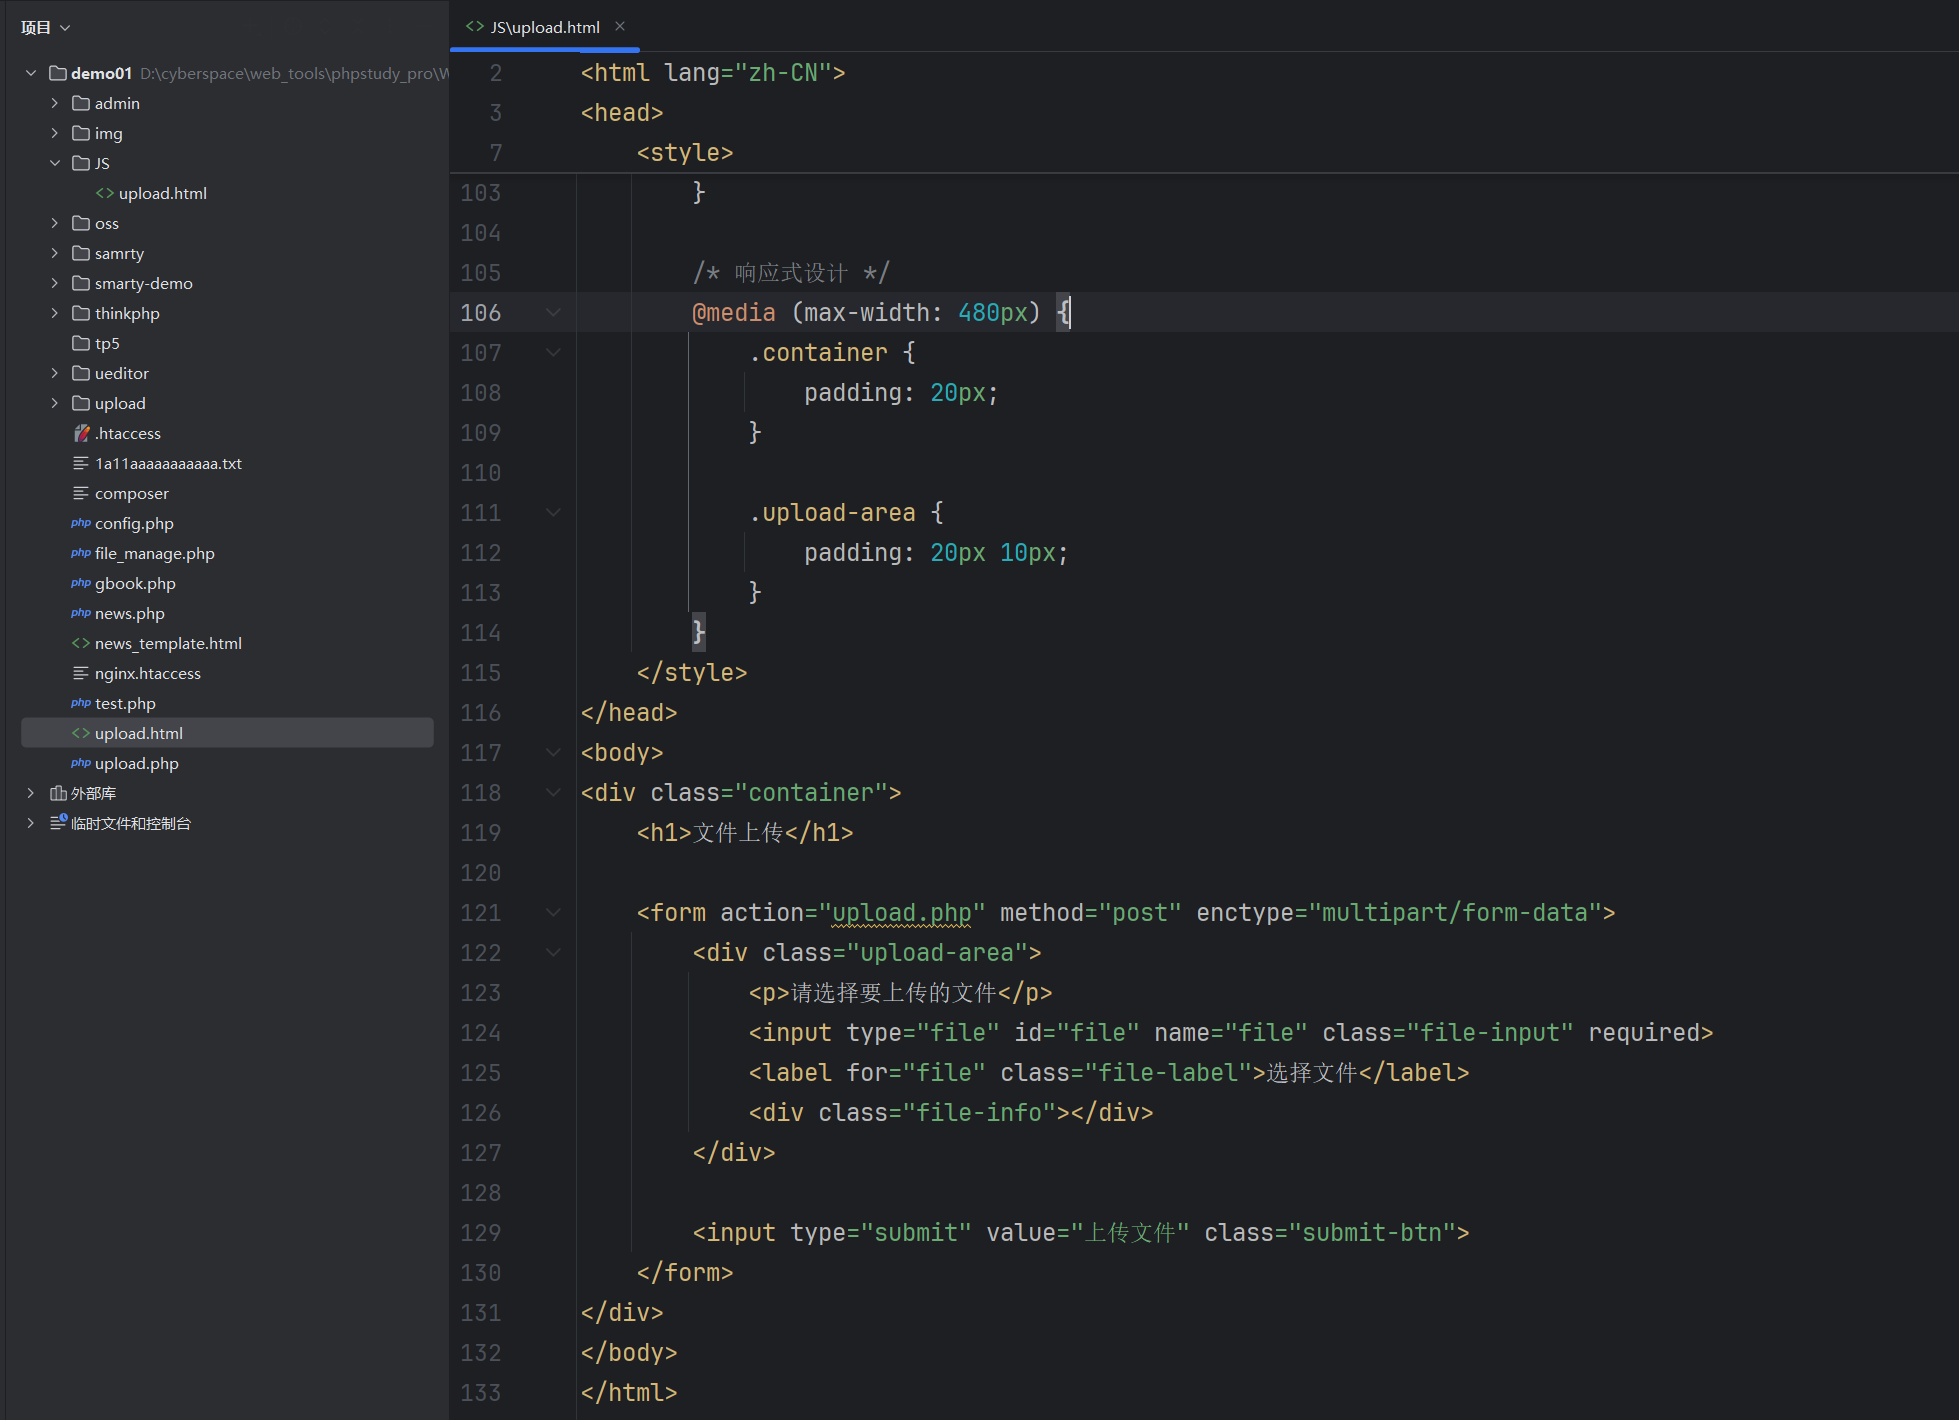 项目
demo01 D:\cyberspace\web_tools\phpstudy_pro\W
admin
img
JS
upload.html
oss
samrty
smarty-demo
thinkphp
tp5
ueditor
upload
.htaccess
1a11aaaaaaaaaaa.txt
composer
php config.php
php file_manage.php
php gbook.php
php news.php
news_template.html
nginx.htaccess
php test.php
upload.html
php upload.php
外部库
临时文件和控制台
JS\upload.html
2 <html lang="zh-CN">
3 <head>
7 <style>
103 }
104
105 /* 响应式设计 */
106 @media (max-width: 480px) {
107 .container {
108 padding: 20px;
109 }
110
111 .upload-area {
112 padding: 20px 10px;
113 }
114 }
115 </style>
116 </head>
117 <body>
118 <div class="container">
119 <h1>文件上传</h1>
120
121 <form action="upload.php" method="post" enctype="multipart/form-data">
122 <div class="upload-area">
123 <p>请选择要上传的文件</p>
124 <input type="file" id="file" name="file" class="file-input" required>
125 <label for="file" class="file-label">选择文件</label>
126 <div class="file-info"></div>
127 </div>
128
129 <input type="submit" value="上传文件" class="submit-btn">
130 </form>
131 </div>
132 </body>
133 </html>